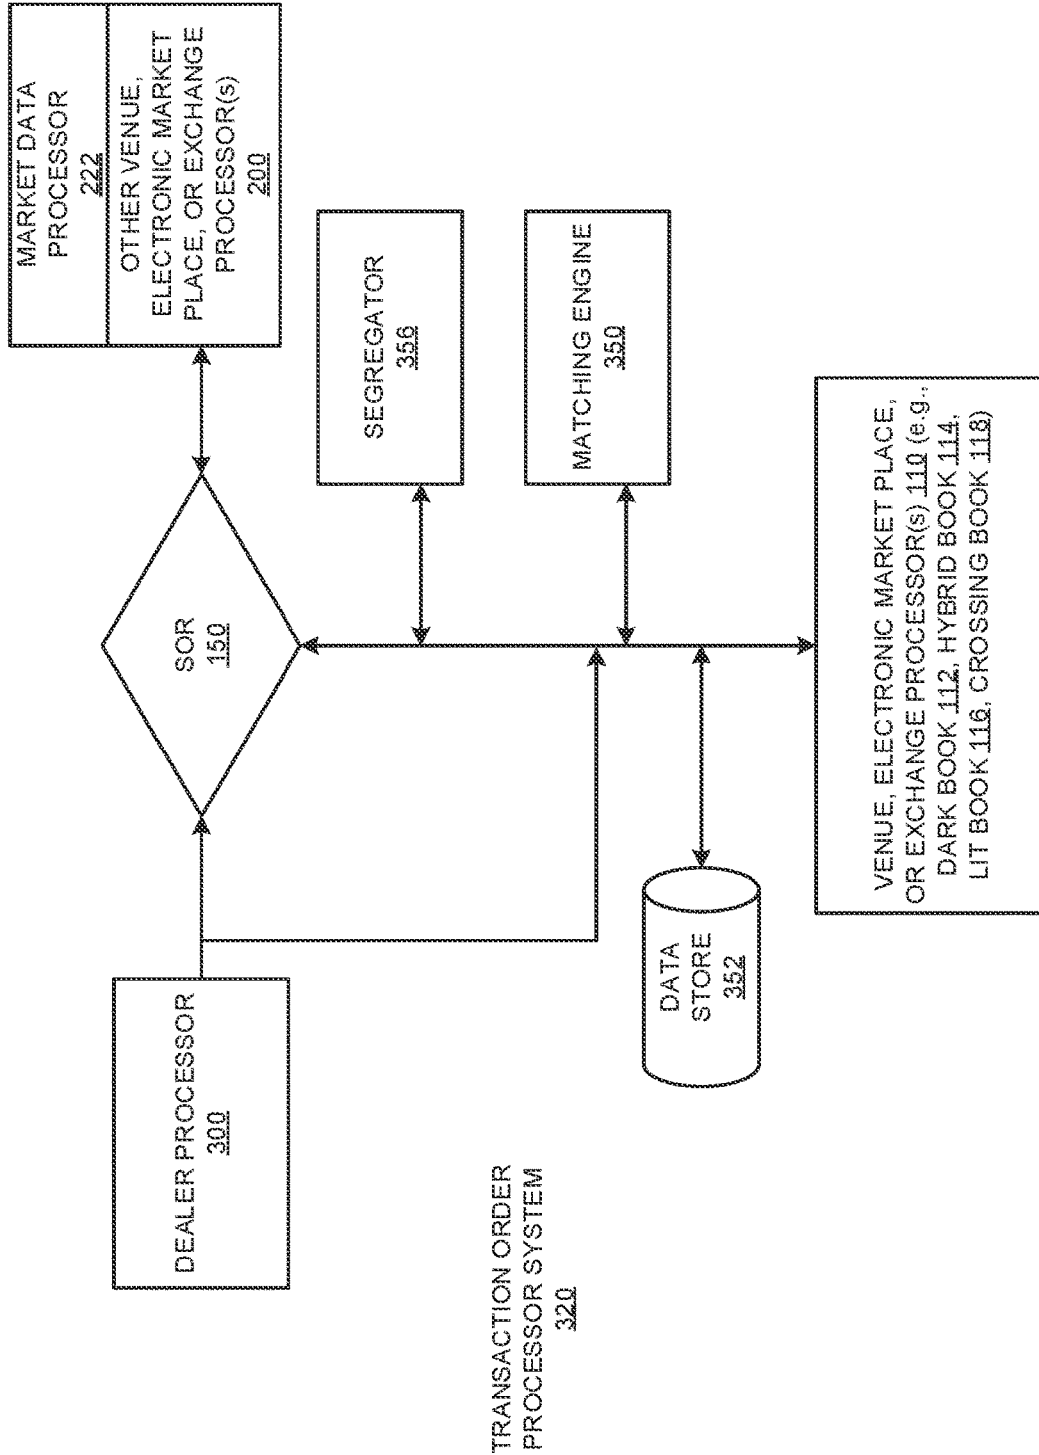 MARKET DATA
PROCESSOR
222
OTHER VENUE,
ELECTRONIC MARKET
PLACE, OR EXCHANGE
PROCESSOR(s)
200
SEGREGATOR
356
MATCHING ENGINE
350
SOR
150
DEALER PROCESSOR
300
DATA
STORE
352
VENUE, ELECTRONIC MARKET PLACE,
OR EXCHANGE PROCESSOR(s) 110 (e.g.,
DARK BOOK 112, HYBRID BOOK 114,
LIT BOOK 116, CROSSING BOOK 118)
TRANSACTION ORDER
PROCESSOR SYSTEM
320